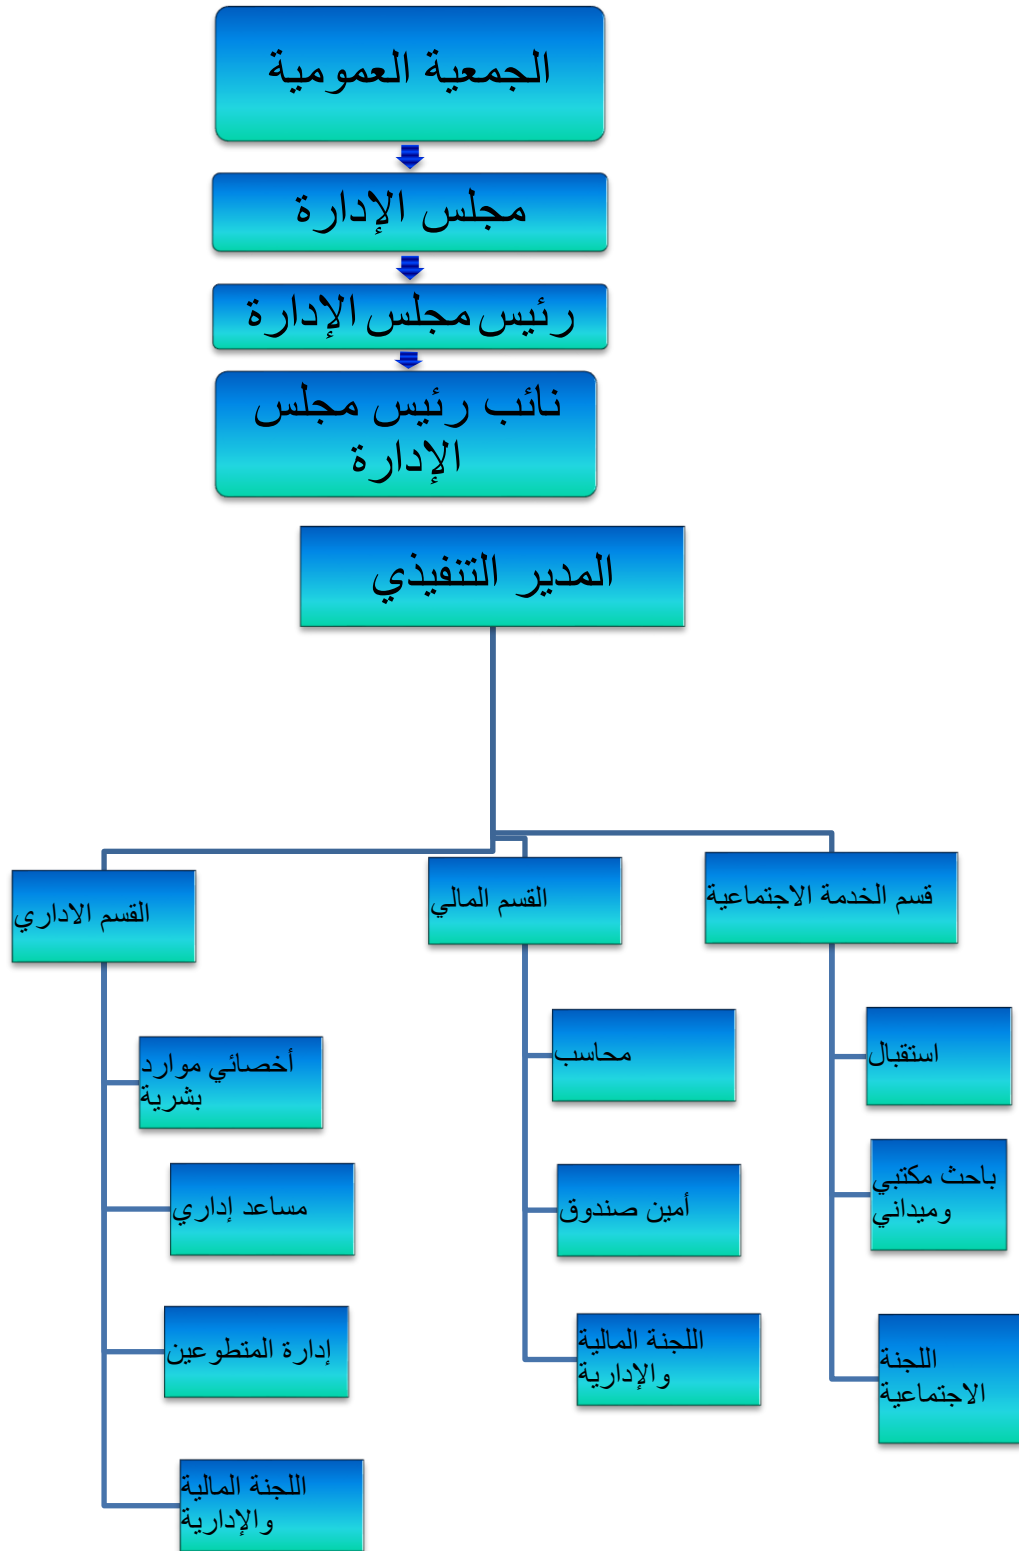 الجمعية العمومية
مجلس الإدارة
رئيس مجلس الإدارة
نائب رئيس مجلس
الإدارة
المدير التنفيذي
قسم الخدمة الاجتماعية
القسم المالي
القسم الاداري
استقبال
باحث مكتبي
وميداني
اللجنة
الاجتماعية
محاسب
أمين صندوق
اللجنة المالية
والإدارية
أخصائي موارد
بشرية
مساعد إداري
إدارة المتطوعين
اللجنة المالية
والإدارية